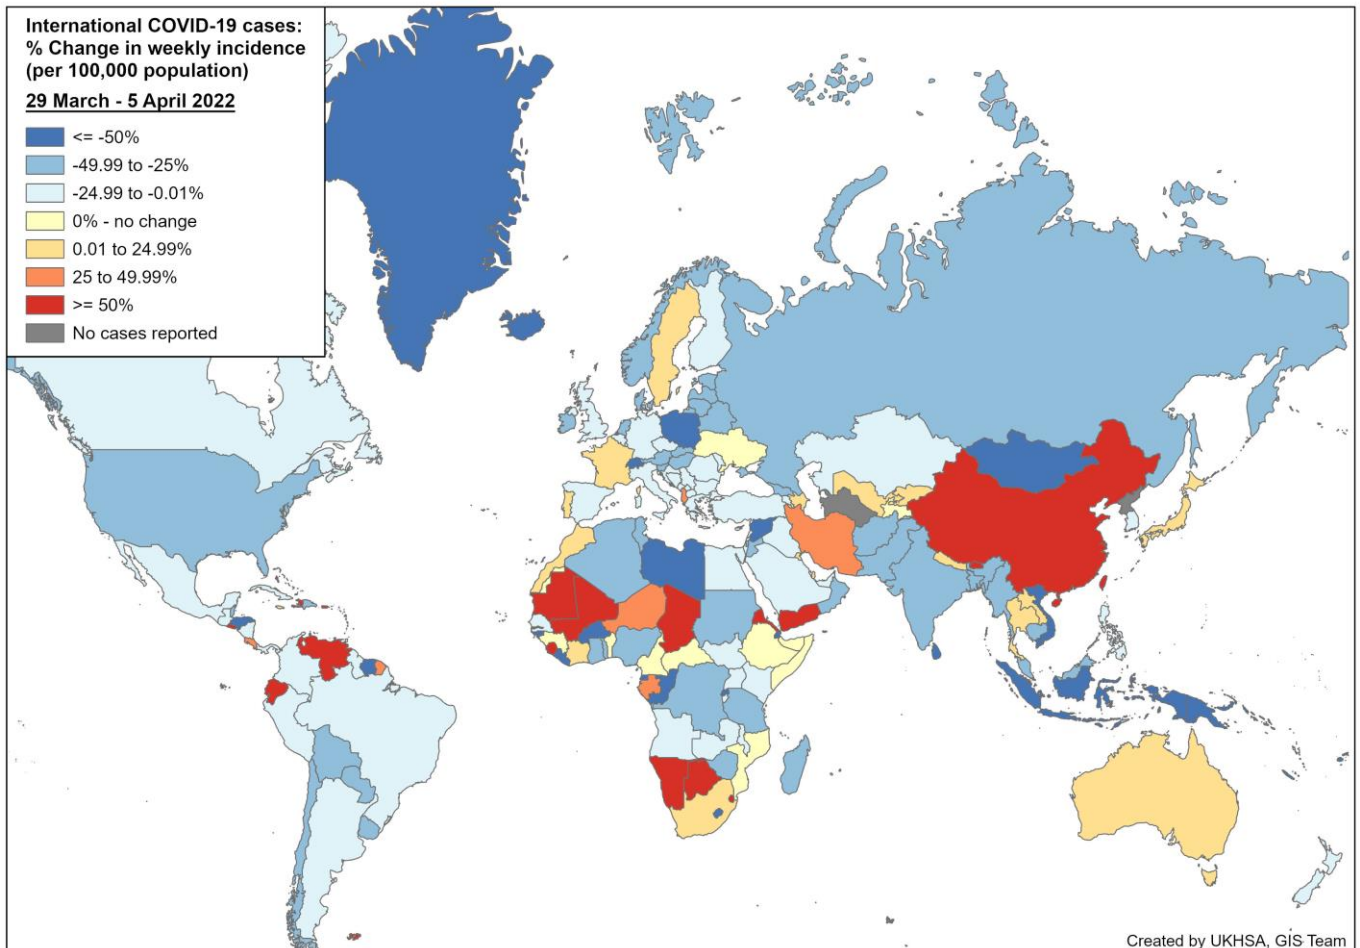 International COVID-19 cases:
% Change in weekly incidence
(per 100,000 population)
29 March - 5 April 2022
<= -50%
-49.99 to -25%
-24.99 to -0.01%
0% - no change
0.01 to 24.99%
25 to 49.99%
>= 50%
No cases reported
Created by UKHSA, GIS Team